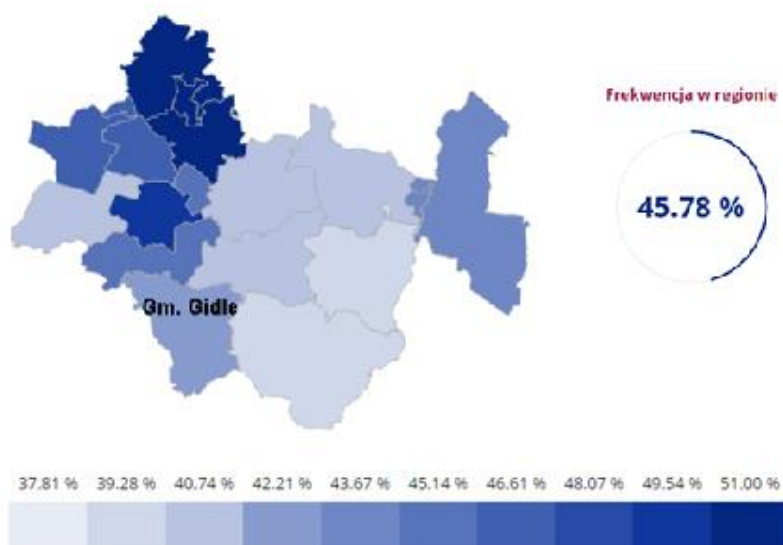 Frekwencja w regionie
45.78 %
Gm. Gidle
37.81 % 39.28 % 40.74 % 42.21 % 43.67 % 45.14 % 46.61 % 48.07 % 49.54 % 51.00 %